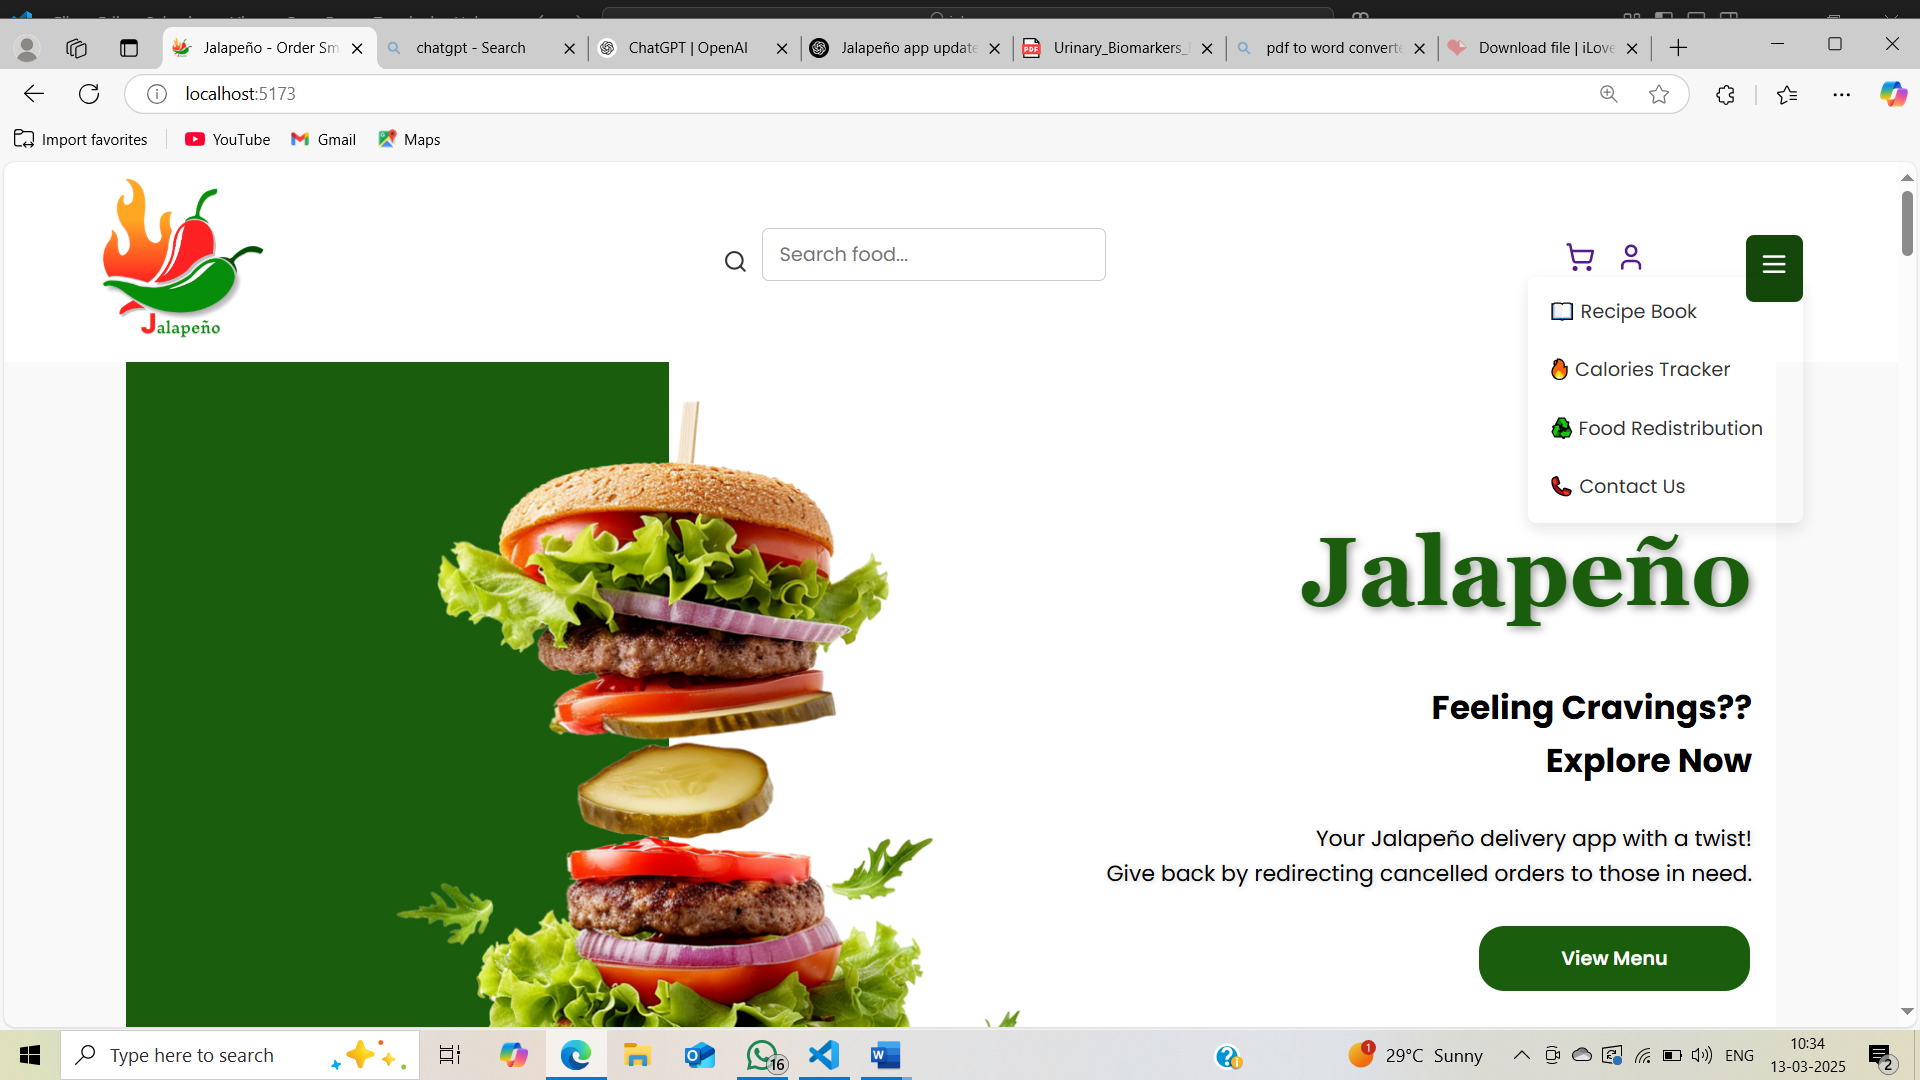 Jalapeño - Order Sm
chatgpt - Search
ChatGPT | OpenAI
Jalapeño app update
Urinary_Biomarkers_
pdf to word converte
Download file | iLove
localhost:5173
Import favorites
YouTube
Gmail
Maps
Jalapeño
Search food...
📖 Recipe Book
🔥 Calories Tracker
♻ Food Redistribution
📞 Contact Us
Jalapeño
Feeling Cravings??
Explore Now
Your Jalapeño delivery app with a twist!
Give back by redirecting cancelled orders to those in need.
View Menu
Type here to search
16
1
29°C Sunny
ENG
10:34
13-03-2025
2